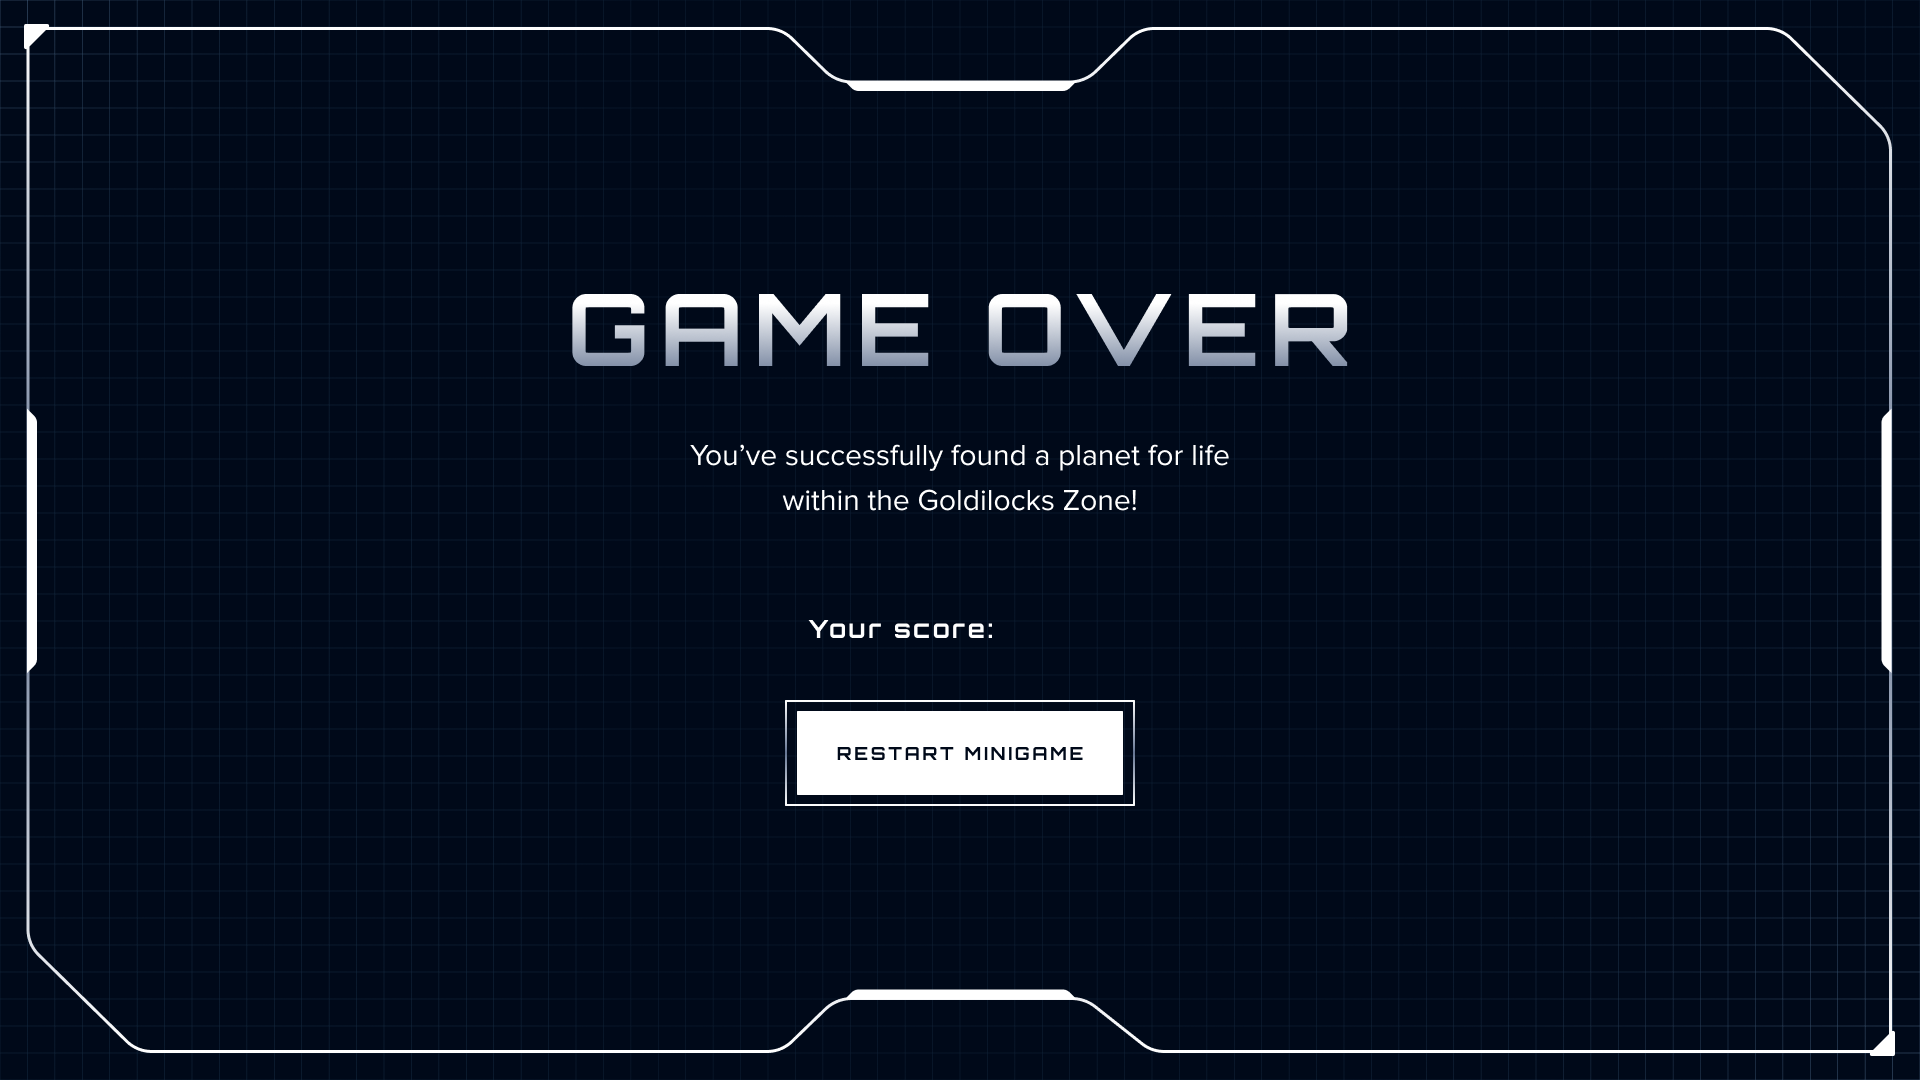 GAME OVER
You’ve successfully found a planet for life
within the Goldilocks Zone!
Your score:
RESTART MINIGAME